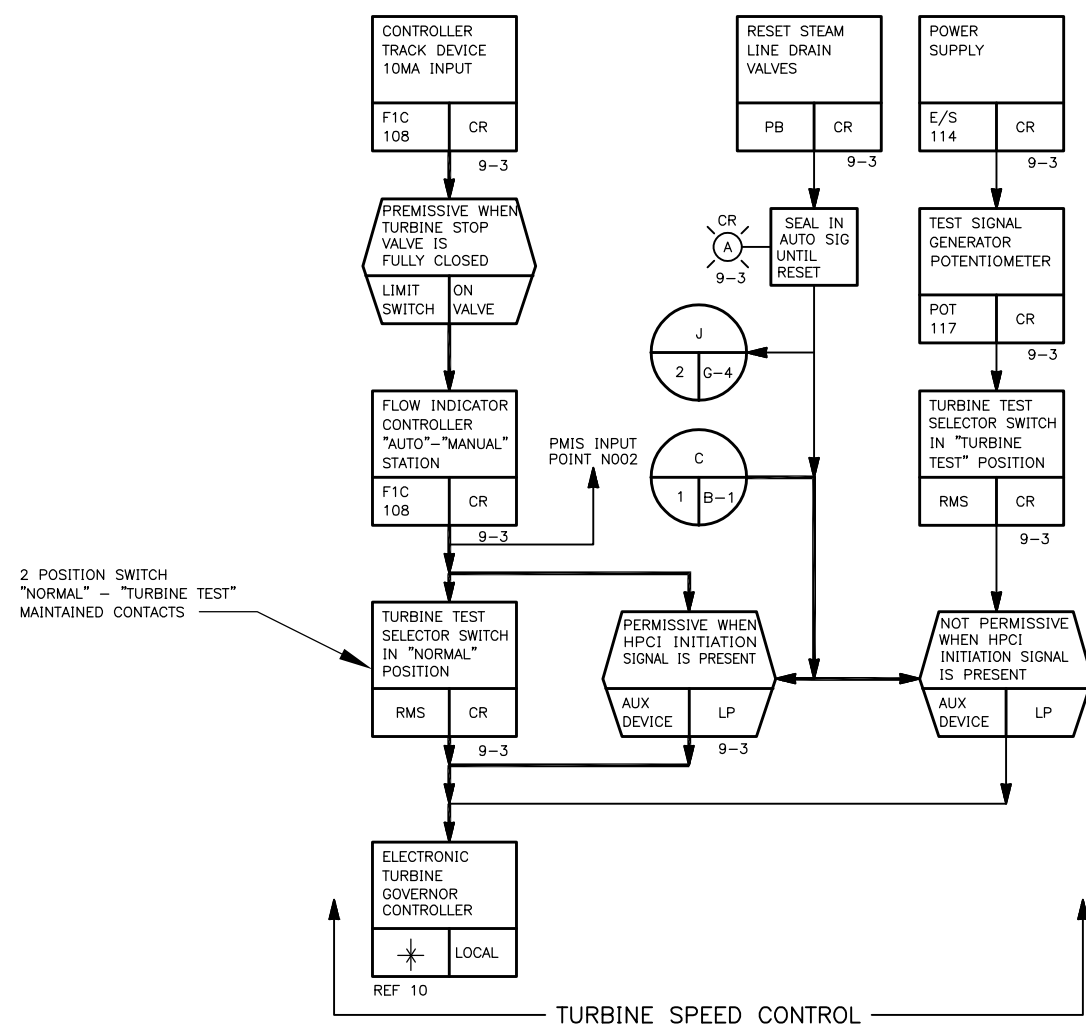 CONTROLLER
TRACK DEVICE
10MA INPUT
F1C
108
CR
9-3
RESET STEAM
LINE DRAIN
VALVES
PB
CR
9-3
POWER
SUPPLY
E/S
114
CR
9-3
PREMISSIVE WHEN
TURBINE STOP
VALVE IS
FULLY CLOSED
LIMIT
SWITCH
ON
VALVE
CR
A
9-3
SEAL IN
AUTO SIG
UNTIL
RESET
TEST SIGNAL
GENERATOR
POTENTIOMETER
POT
117
CR
9-3
J
2
G-4
FLOW INDICATOR
CONTROLLER
"AUTO"-"MANUAL"
STATION
F1C
108
CR
9-3
PMIS INPUT
POINT N002
C
1
B-1
TURBINE TEST
SELECTOR SWITCH
IN "TURBINE
TEST" POSITION
RMS
CR
9-3
2 POSITION SWITCH
"NORMAL" - "TURBINE TEST"
MAINTAINED CONTACTS
TURBINE TEST
SELECTOR SWITCH
IN "NORMAL"
POSITION
RMS
CR
9-3
PERMISSIVE WHEN
HPCI INITIATION
SIGNAL IS PRESENT
AUX
DEVICE
LP
9-3
NOT PERMISSIVE
WHEN HPCI
INITIATION SIGNAL
IS PRESENT
AUX
DEVICE
LP
ELECTRONIC
TURBINE
GOVERNOR
CONTROLLER
LOCAL
REF 10
TURBINE SPEED CONTROL